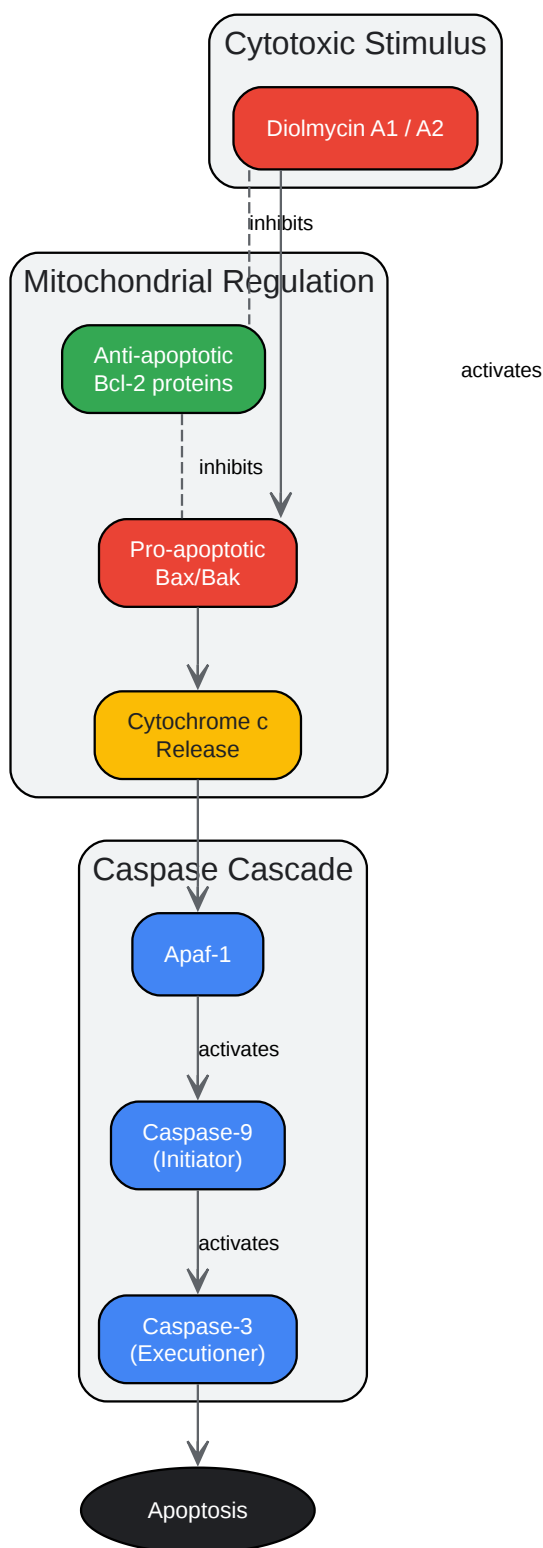 Cytotoxic Stimulus
Diolmycin A1 / A2
inhibits
Mitochondrial Regulation
Anti-apoptotic
Bcl-2 proteins
activates
inhibits
Pro-apoptotic
Bax/Bak
Cytochrome c
Release
Caspase Cascade
Apaf-1
activates
Caspase-9
(Initiator)
activates
Caspase-3
(Executioner)
Apoptosis